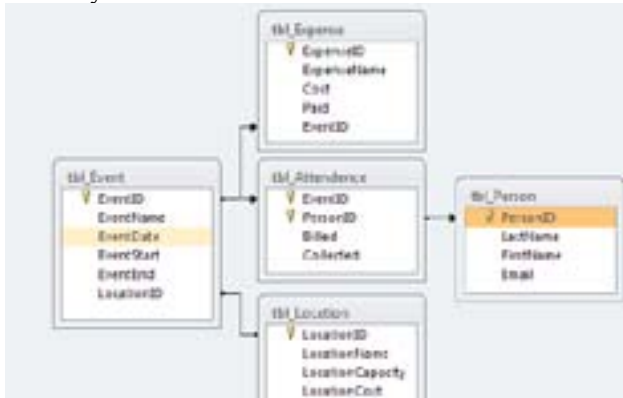 tbl_Expense
ExpenseID
ExpenseName
Cost
Paid
EventID
tbl_Event
EventID
EventName
EventDate
EventStart
EventEnd
LocationID
tbl_Attendence
EventID
PersonID
Billed
Collected
tbl_Person
PersonID
LastName
FirstName
Email
tbl_Location
LocationID
LocationName
LocationCapacity
LocationCost